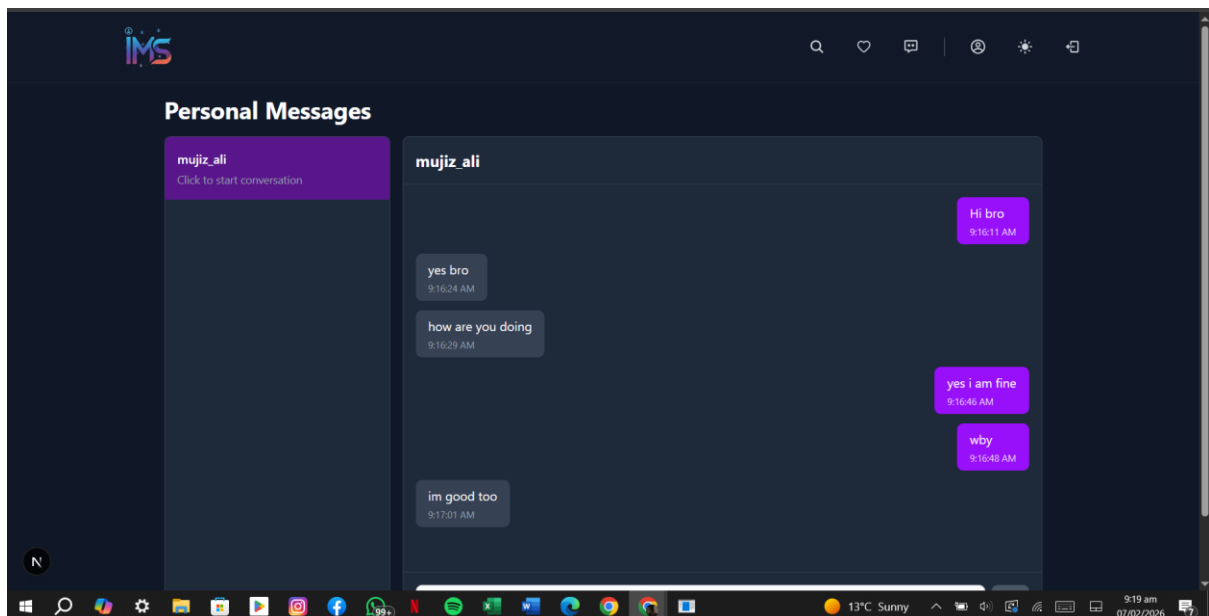 IMS
Personal Messages
mujiz_ali
Click to start conversation
mujiz_ali
Hi bro
9:16:11 AM
yes bro
9:16:24 AM
how are you doing
9:16:29 AM
yes i am fine
9:16:46 AM
wby
9:16:48 AM
im good too
9:17:01 AM
N
99+
13°C Sunny
9:19 am
07/02/2026